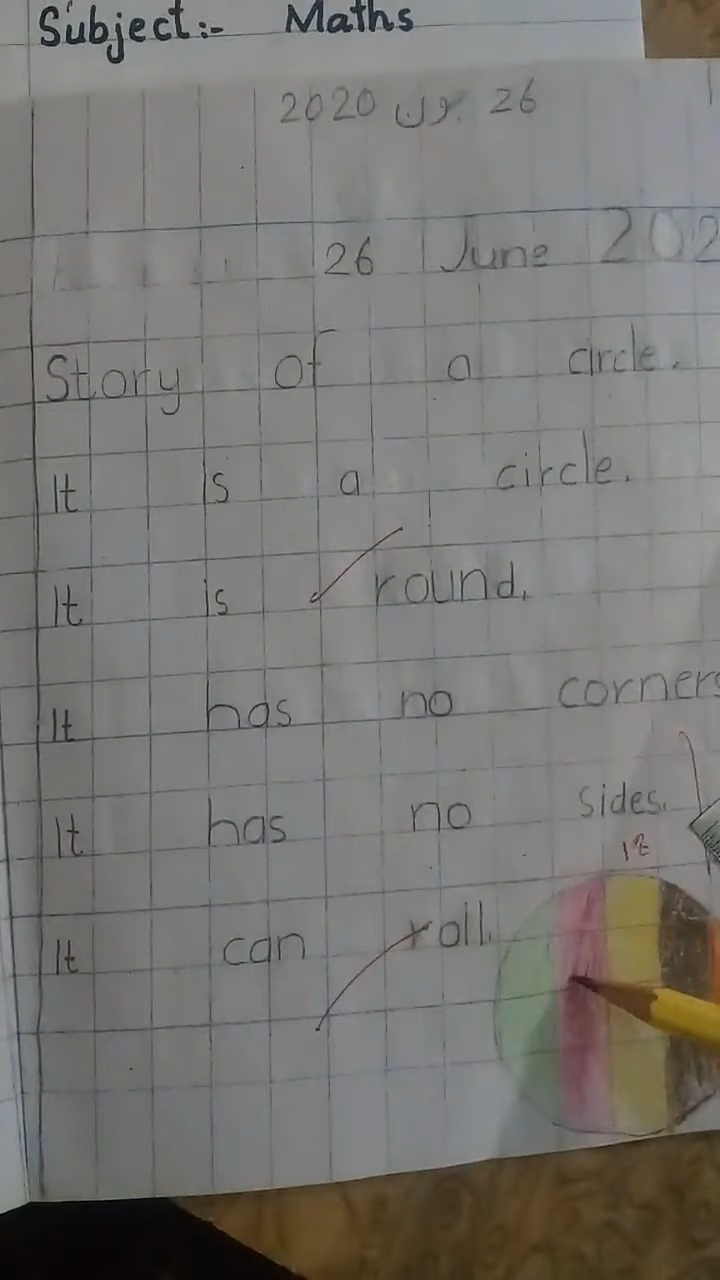 Subject:- Maths
26 جون 2020
26 June 202
Story of a circle.
It is a circle.
It is round.
It has no corners
It has no sides.
It can roll.